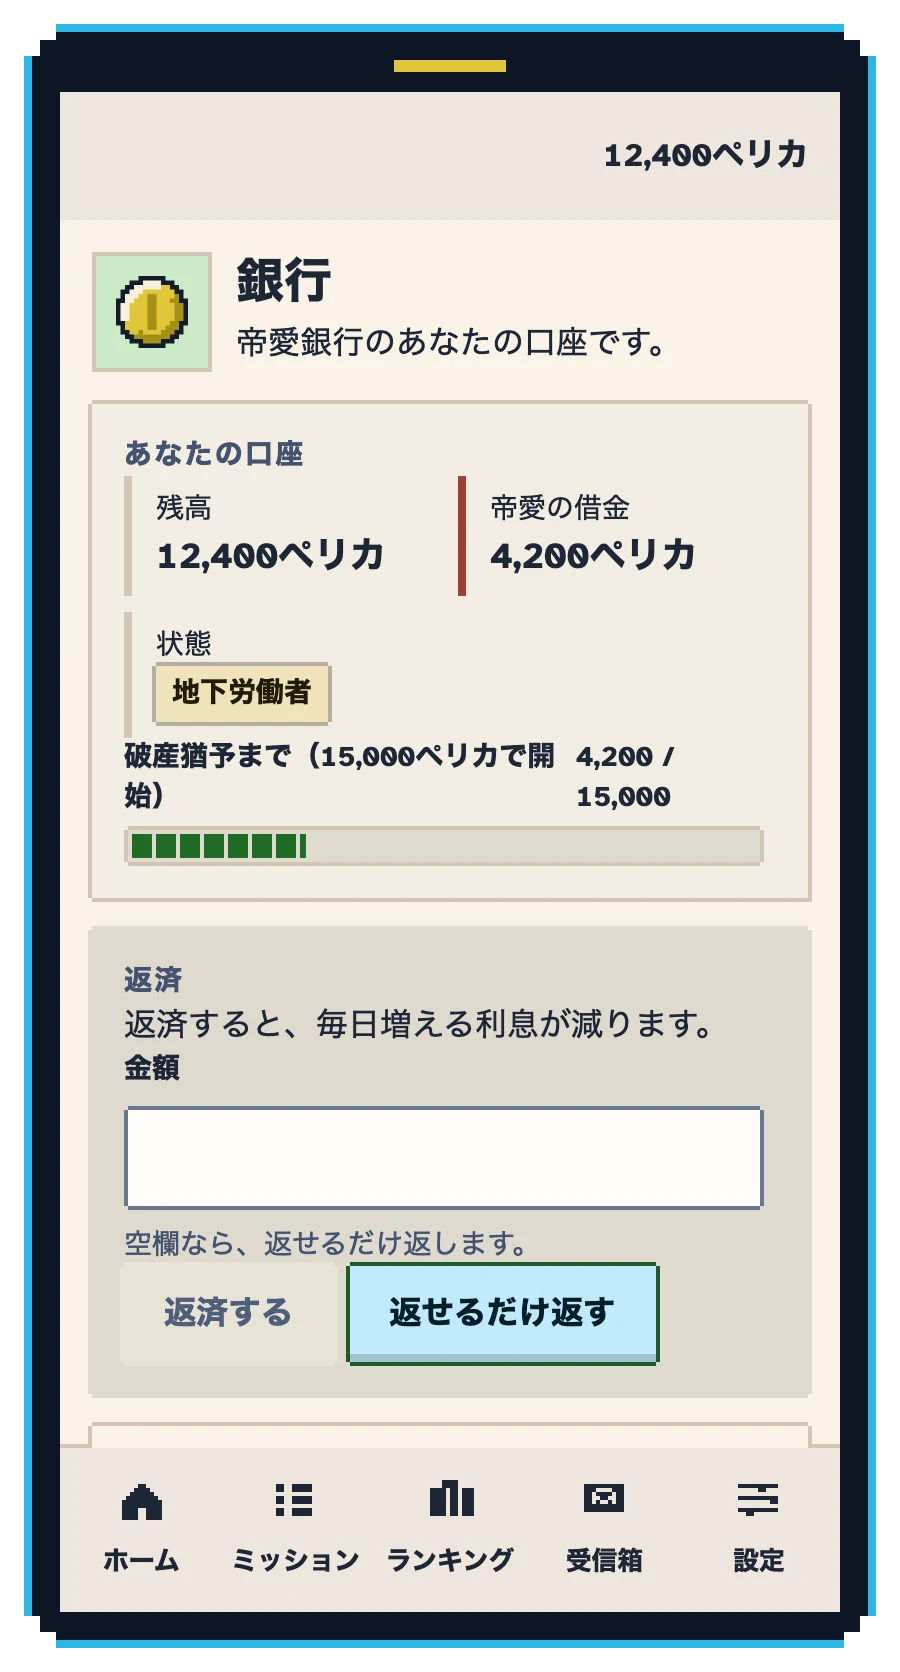 12,400ペリカ
銀行
帝愛銀行のあなたの口座です。
あなたの口座
残高
12,400ペリカ
帝愛の借金
4,200ペリカ
状態
地下労働者
破産猶予まで（15,000ペリカで開
始）
4,200 /
15,000
返済
返済すると、毎日増える利息が減ります。
金額
空欄なら、返せるだけ返します。
返済する
返せるだけ返す
ホーム
ミッション
ランキング
受信箱
設定